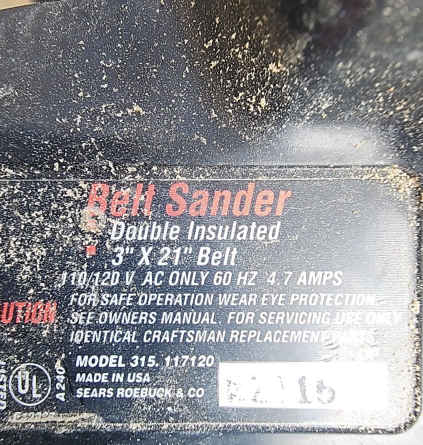 Belt Sander
Double Insulated
3" X 21" Belt
110/120 V AC ONLY 60 HZ 4.7 AMPS
FOR SAFE OPERATION WEAR EYE PROTECTION
UTION SEE OWNERS MANUAL. FOR SERVICING USE ONLY
IDENTICAL CRAFTSMAN REPLACEMENT PARTS
MODEL 315.117120
MADE IN USA
SEARS ROEBUCK & CO
UL
A240